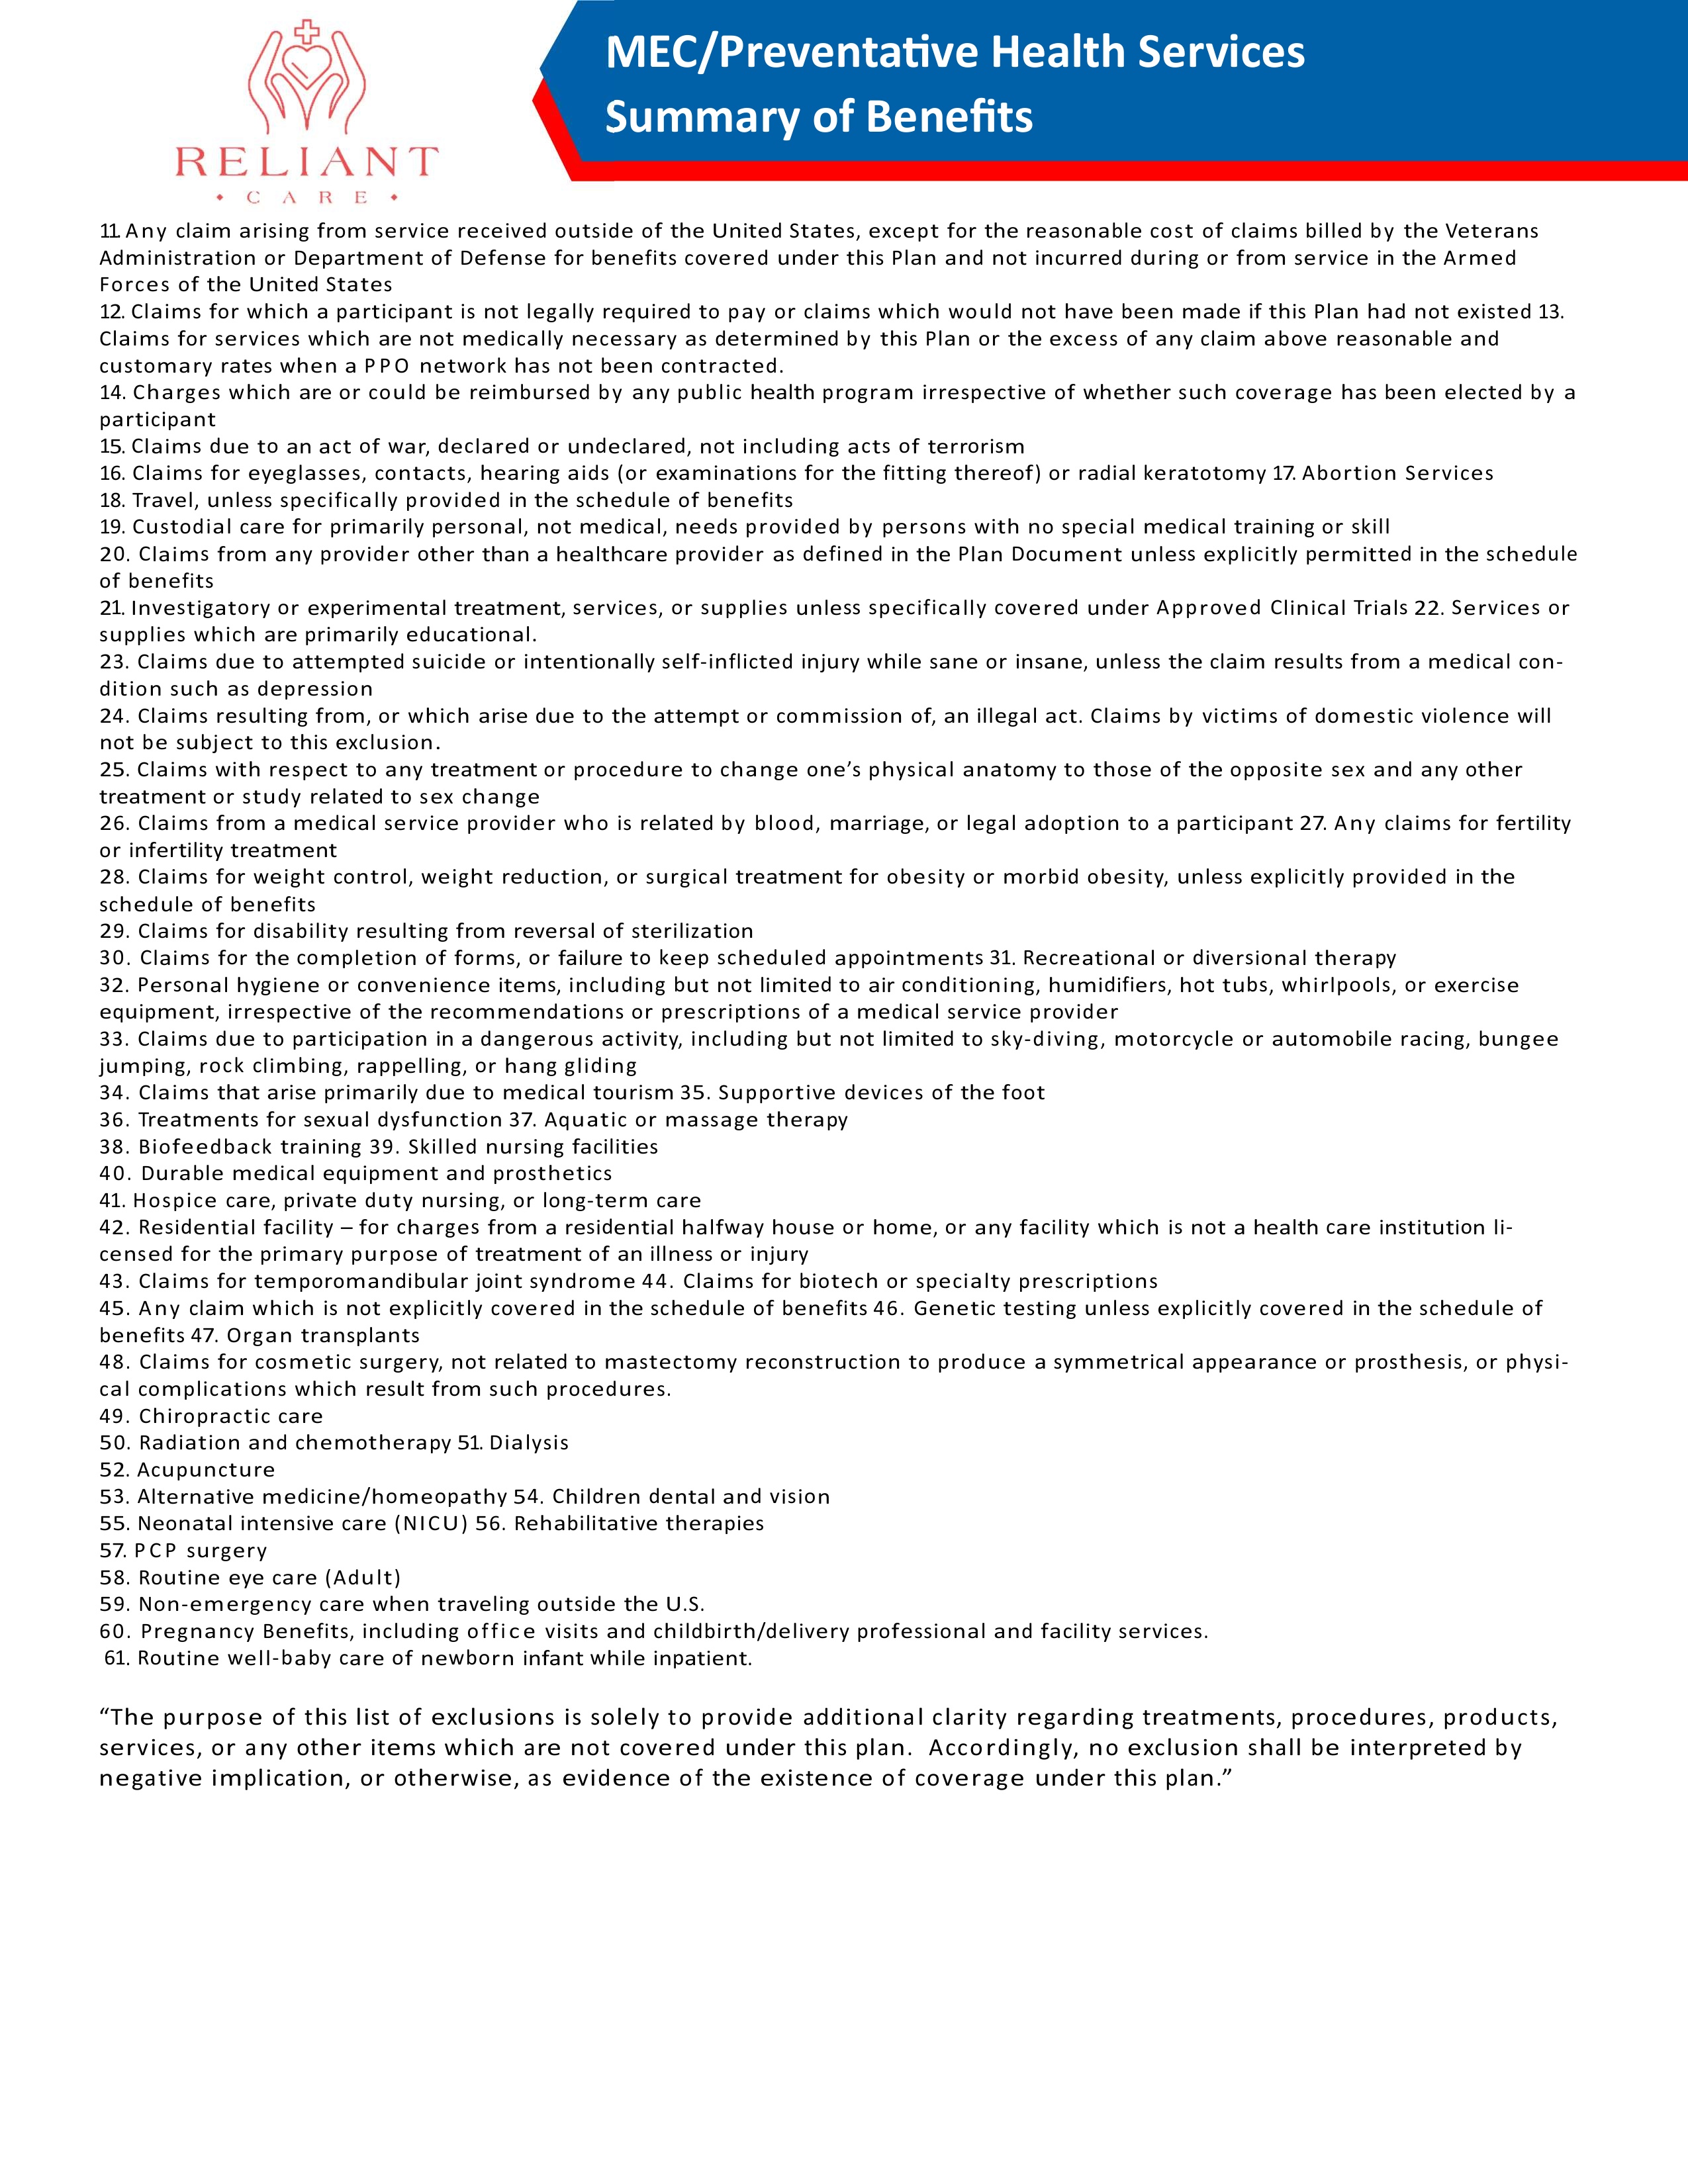 RELIANT
• CARE •
MEC/Preventative Health Services
Summary of Benefits
11. Any claim arising from service received outside of the United States, except for the reasonable cost of claims billed by the Veterans
Administration or Department of Defense for benefits covered under this Plan and not incurred during or from service in the Armed
Forces of the United States
12. Claims for which a participant is not legally required to pay or claims which would not have been made if this Plan had not existed 13.
Claims for services which are not medically necessary as determined by this Plan or the excess of any claim above reasonable and
customary rates when a PPO network has not been contracted.
14. Charges which are or could be reimbursed by any public health program irrespective of whether such coverage has been elected by a
participant
15. Claims due to an act of war, declared or undeclared, not including acts of terrorism
16. Claims for eyeglasses, contacts, hearing aids (or examinations for the fitting thereof) or radial keratotomy 17. Abortion Services
18. Travel, unless specifically provided in the schedule of benefits
19. Custodial care for primarily personal, not medical, needs provided by persons with no special medical training or skill
20. Claims from any provider other than a healthcare provider as defined in the Plan Document unless explicitly permitted in the schedule
of benefits
21. Investigatory or experimental treatment, services, or supplies unless specifically covered under Approved Clinical Trials 22. Services or
supplies which are primarily educational.
23. Claims due to attempted suicide or intentionally self-inflicted injury while sane or insane, unless the claim results from a medical con-
dition such as depression
24. Claims resulting from, or which arise due to the attempt or commission of, an illegal act. Claims by victims of domestic violence will
not be subject to this exclusion.
25. Claims with respect to any treatment or procedure to change one’s physical anatomy to those of the opposite sex and any other
treatment or study related to sex change
26. Claims from a medical service provider who is related by blood, marriage, or legal adoption to a participant 27. Any claims for fertility
or infertility treatment
28. Claims for weight control, weight reduction, or surgical treatment for obesity or morbid obesity, unless explicitly provided in the
schedule of benefits
29. Claims for disability resulting from reversal of sterilization
30. Claims for the completion of forms, or failure to keep scheduled appointments 31. Recreational or diversional therapy
32. Personal hygiene or convenience items, including but not limited to air conditioning, humidifiers, hot tubs, whirlpools, or exercise
equipment, irrespective of the recommendations or prescriptions of a medical service provider
33. Claims due to participation in a dangerous activity, including but not limited to sky-diving, motorcycle or automobile racing, bungee
jumping, rock climbing, rappelling, or hang gliding
34. Claims that arise primarily due to medical tourism 35. Supportive devices of the foot
36. Treatments for sexual dysfunction 37. Aquatic or massage therapy
38. Biofeedback training 39. Skilled nursing facilities
40. Durable medical equipment and prosthetics
41. Hospice care, private duty nursing, or long-term care
42. Residential facility – for charges from a residential halfway house or home, or any facility which is not a health care institution li-
censed for the primary purpose of treatment of an illness or injury
43. Claims for temporomandibular joint syndrome 44. Claims for biotech or specialty prescriptions
45. Any claim which is not explicitly covered in the schedule of benefits 46. Genetic testing unless explicitly covered in the schedule of
benefits 47. Organ transplants
48. Claims for cosmetic surgery, not related to mastectomy reconstruction to produce a symmetrical appearance or prosthesis, or physi-
cal complications which result from such procedures.
49. Chiropractic care
50. Radiation and chemotherapy 51. Dialysis
52. Acupuncture
53. Alternative medicine/homeopathy 54. Children dental and vision
55. Neonatal intensive care (NICU) 56. Rehabilitative therapies
57. PCP surgery
58. Routine eye care (Adult)
59. Non-emergency care when traveling outside the U.S.
60. Pregnancy Benefits, including office visits and childbirth/delivery professional and facility services.
61. Routine well-baby care of newborn infant while inpatient.
“The purpose of this list of exclusions is solely to provide additional clarity regarding treatments, procedures, products,
services, or any other items which are not covered under this plan. Accordingly, no exclusion shall be interpreted by
negative implication, or otherwise, as evidence of the existence of coverage under this plan.”